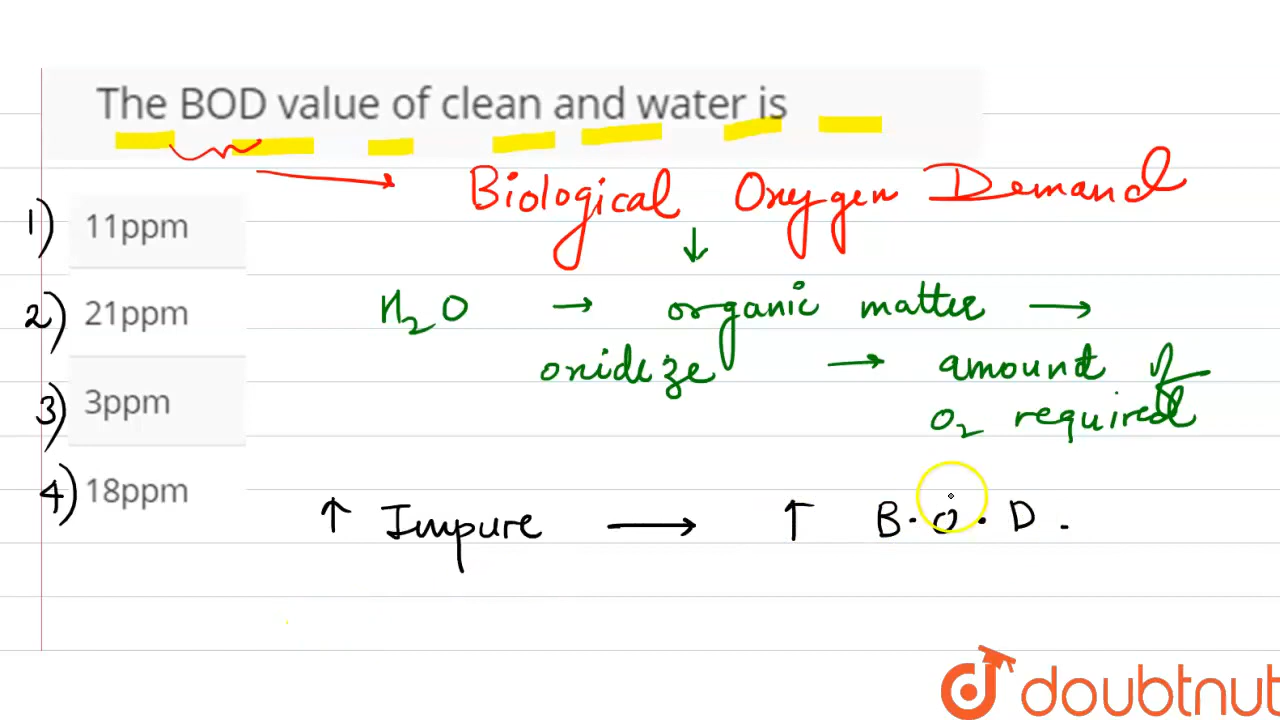 The BOD value of clean and water is
Biological Oxygen Demand
1) 11ppm
H2O → organic matter →
2) 21ppm
oxideze → amount of
3) 3ppm
O2 required
4) 18ppm
↑ Impure → ↑ B.O.D.
doubtnut